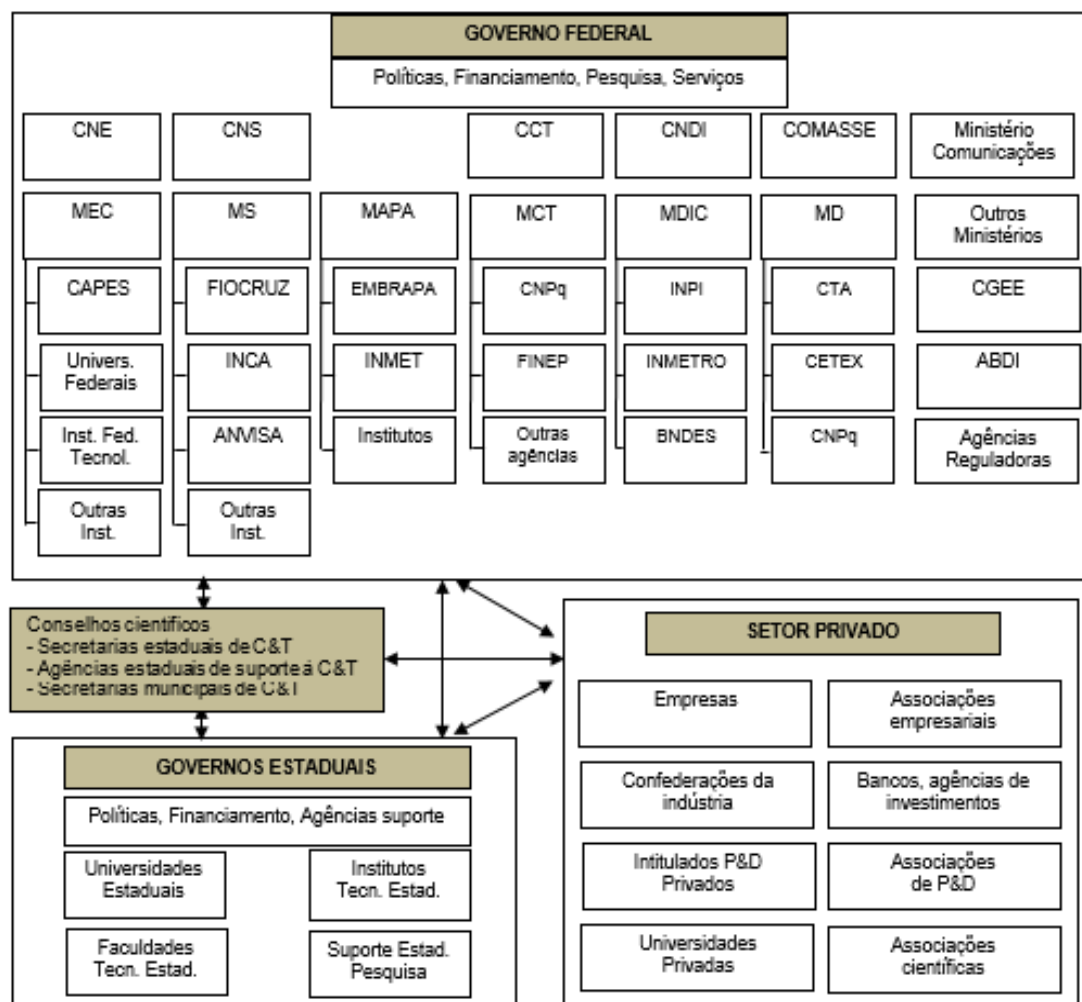 GOVERNO FEDERAL
Políticas, Financiamento, Pesquisa, Serviços
CNE
CNS
CCT
CNDI
COMASSE
Ministério
Comunicações
MEC
MS
MAPA
MCT
MDIC
MD
Outros
Ministérios
CAPES
FIOCRUZ
EMBRAPA
CNPq
INPI
CTA
CGEE
Univers.
Federais
INCA
INMET
FINEP
INMETRO
CETEX
ABDI
Inst. Fed.
Tecnol.
ANVISA
Institutos
Outras
agências
BNDES
CNPq
Agências
Reguladoras
Outras
Inst.
Outras
Inst.
Conselhos científicos
- Secretarias estaduais de C&T
- Agências estaduais de suporte á C&T
- Secretarias municipais de C&T
SETOR PRIVADO
Empresas
Associações
empresariais
Confederações da
indústria
Bancos, agências de
investimentos
Intitulados P&D
Privados
Associações
de P&D
Universidades
Privadas
Associações
científicas
GOVERNOS ESTADUAIS
Políticas, Financiamento, Agências suporte
Universidades
Estaduais
Institutos
Tecn. Estad.
Faculdades
Tecn. Estad.
Suporte Estad.
Pesquisa